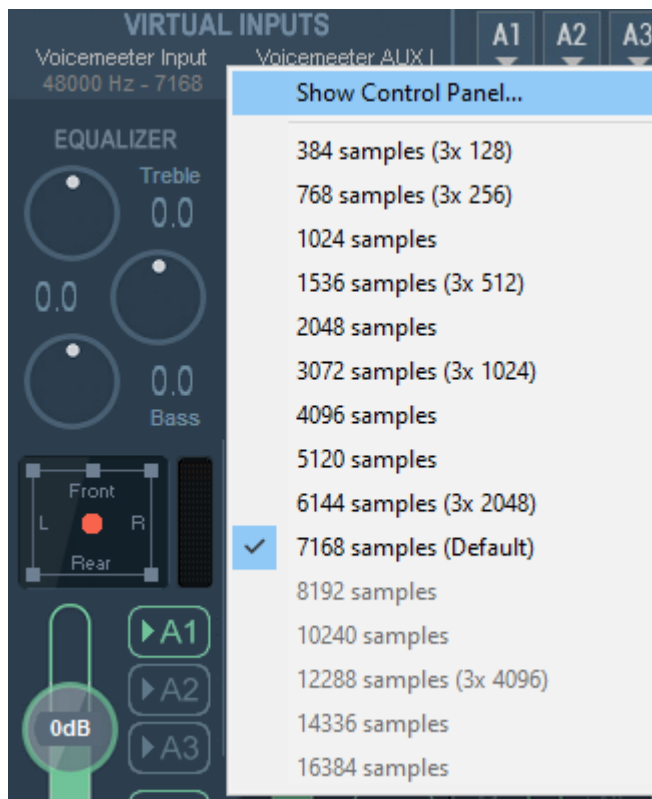 VIRTUAL INPUTS
A1 A2 A3
Voicemeeter Input Voicemeeter AUX I
48000 Hz - 7168
Show Control Panel...
384 samples (3x 128)
768 samples (3x 256)
1024 samples
1536 samples (3x 512)
2048 samples
3072 samples (3x 1024)
4096 samples
5120 samples
6144 samples (3x 2048)
7168 samples (Default)
8192 samples
10240 samples
12288 samples (3x 4096)
14336 samples
16384 samples
EQUALIZER
Treble
0.0
0.0
0.0
Bass
Front
L R
Rear
A1
A2
0dB
A3